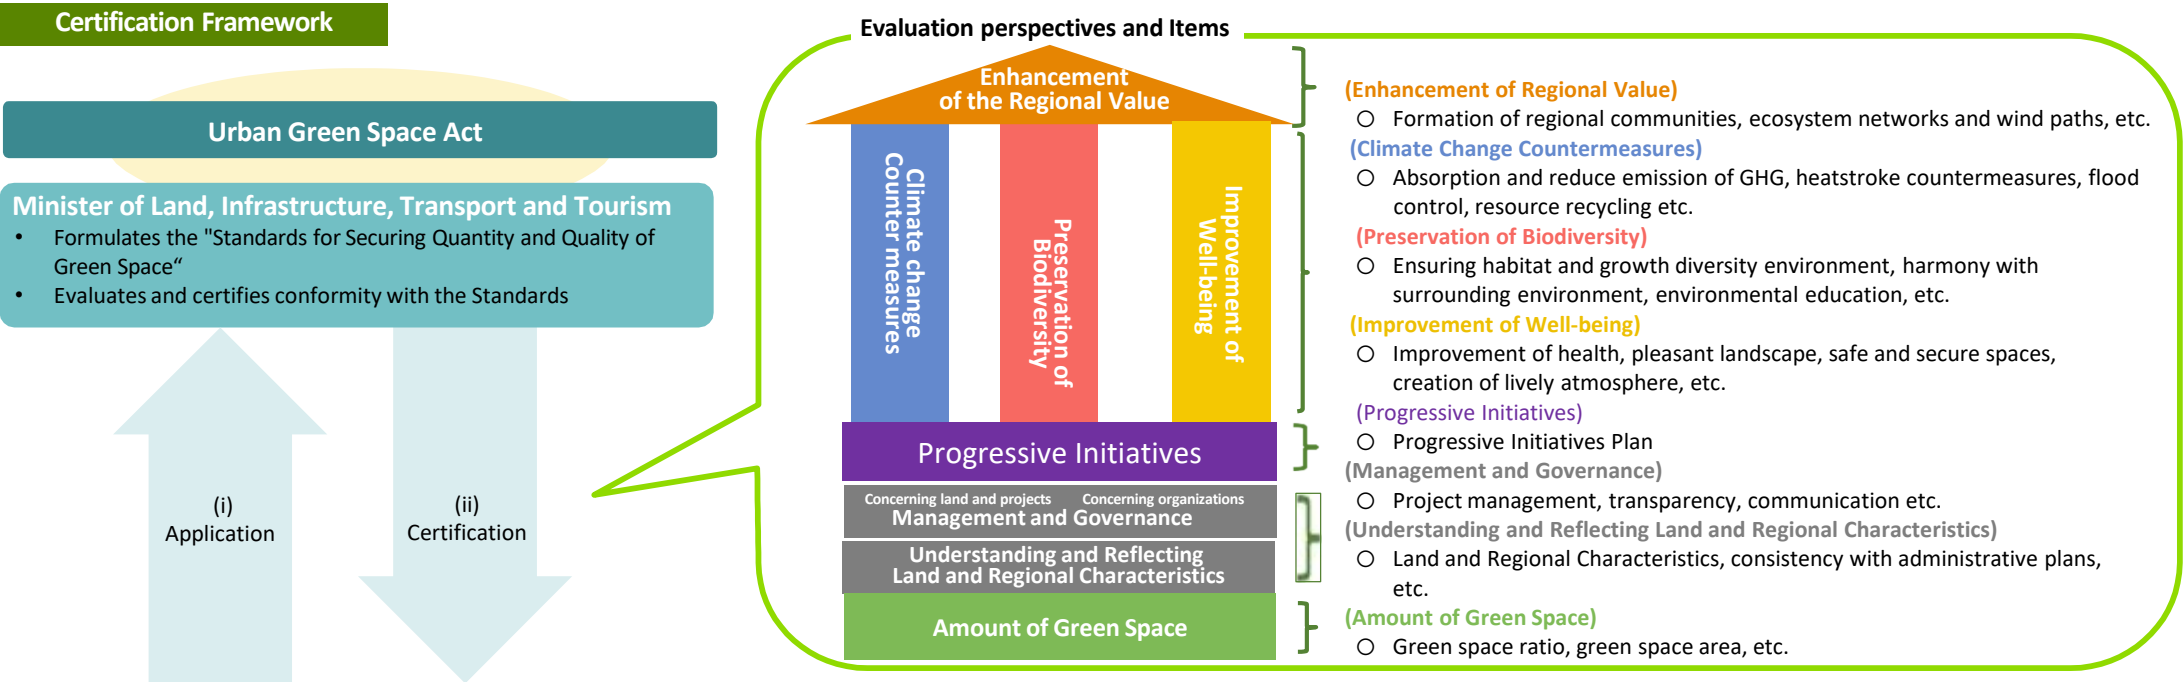 Certification Framework
Urban Green Space Act
Minister of Land, Infrastructure, Transport and Tourism
• Formulates the "Standards for Securing Quantity and Quality of
Green Space“
• Evaluates and certifies conformity with the Standards
(i)
Application
(ii)
Certification
Evaluation perspectives and Items
Enhancement
of the Regional Value
Climate change
Counter measures
Preservation of
Biodiversity
Improvement of
Well-being
Progressive Initiatives
Concerning land and projects Concerning organizations
Management and Governance
Understanding and Reflecting
Land and Regional Characteristics
Amount of Green Space
(Enhancement of Regional Value)
○ Formation of regional communities, ecosystem networks and wind paths, etc.
(Climate Change Countermeasures)
○ Absorption and reduce emission of GHG, heatstroke countermeasures, flood
control, resource recycling etc.
(Preservation of Biodiversity)
○ Ensuring habitat and growth diversity environment, harmony with
surrounding environment, environmental education, etc.
(Improvement of Well-being)
○ Improvement of health, pleasant landscape, safe and secure spaces,
creation of lively atmosphere, etc.
(Progressive Initiatives)
○ Progressive Initiatives Plan
(Management and Governance)
○ Project management, transparency, communication etc.
(Understanding and Reflecting Land and Regional Characteristics)
○ Land and Regional Characteristics, consistency with administrative plans,
etc.
(Amount of Green Space)
○ Green space ratio, green space area, etc.